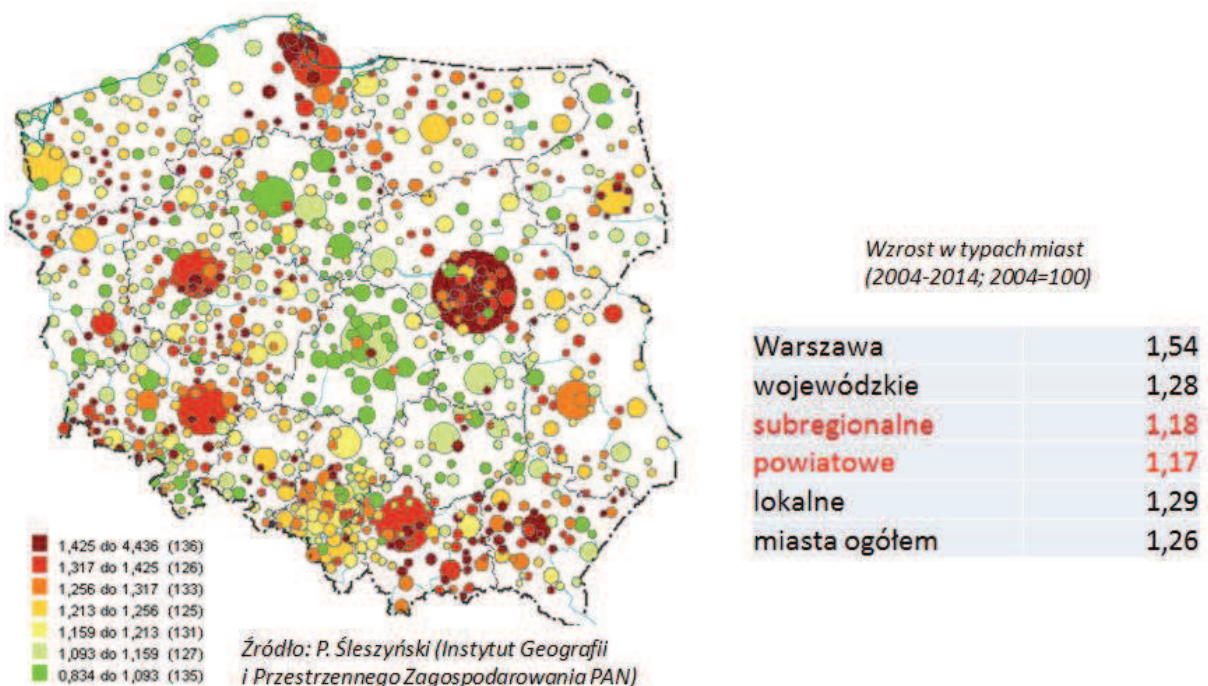 Wzrost w typach miast
(2004-2014; 2004=100)
Warszawa 1,54
wojewódzkie 1,28
subregionalne 1,18
powiatowe 1,17
lokalne 1,29
miasta ogółem 1,26
1,425 do 4,436 (136)
1,317 do 1,425 (126)
1,256 do 1,317 (133)
1,213 do 1,256 (125)
1,159 do 1,213 (131)
1,093 do 1,159 (127)
0,834 do 1,093 (135)
Źródło: P. Śleszyński (Instytut Geografii
i Przestrzennego Zagospodarowania PAN)